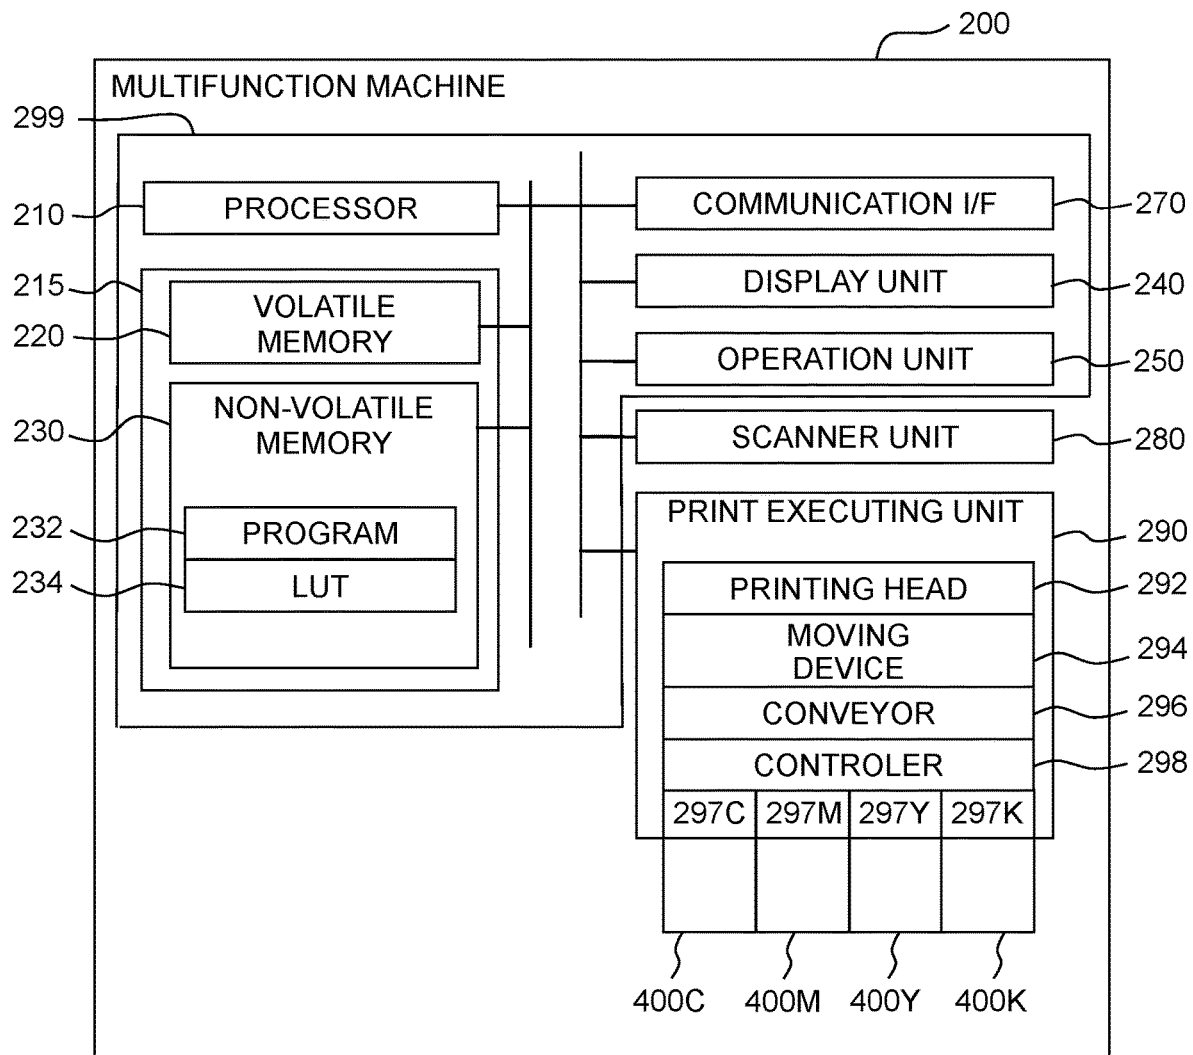 200
MULTIFUNCTION MACHINE
299
210
PROCESSOR
COMMUNICATION I/F
270
215
DISPLAY UNIT
240
220
VOLATILE
MEMORY
OPERATION UNIT
250
230
NON-VOLATILE
MEMORY
SCANNER UNIT
280
PRINT EXECUTING UNIT
290
232
PROGRAM
234
LUT
PRINTING HEAD
292
MOVING
DEVICE
294
CONVEYOR
296
CONTROLER
298
297C 297M 297Y 297K
400C 400M 400Y 400K